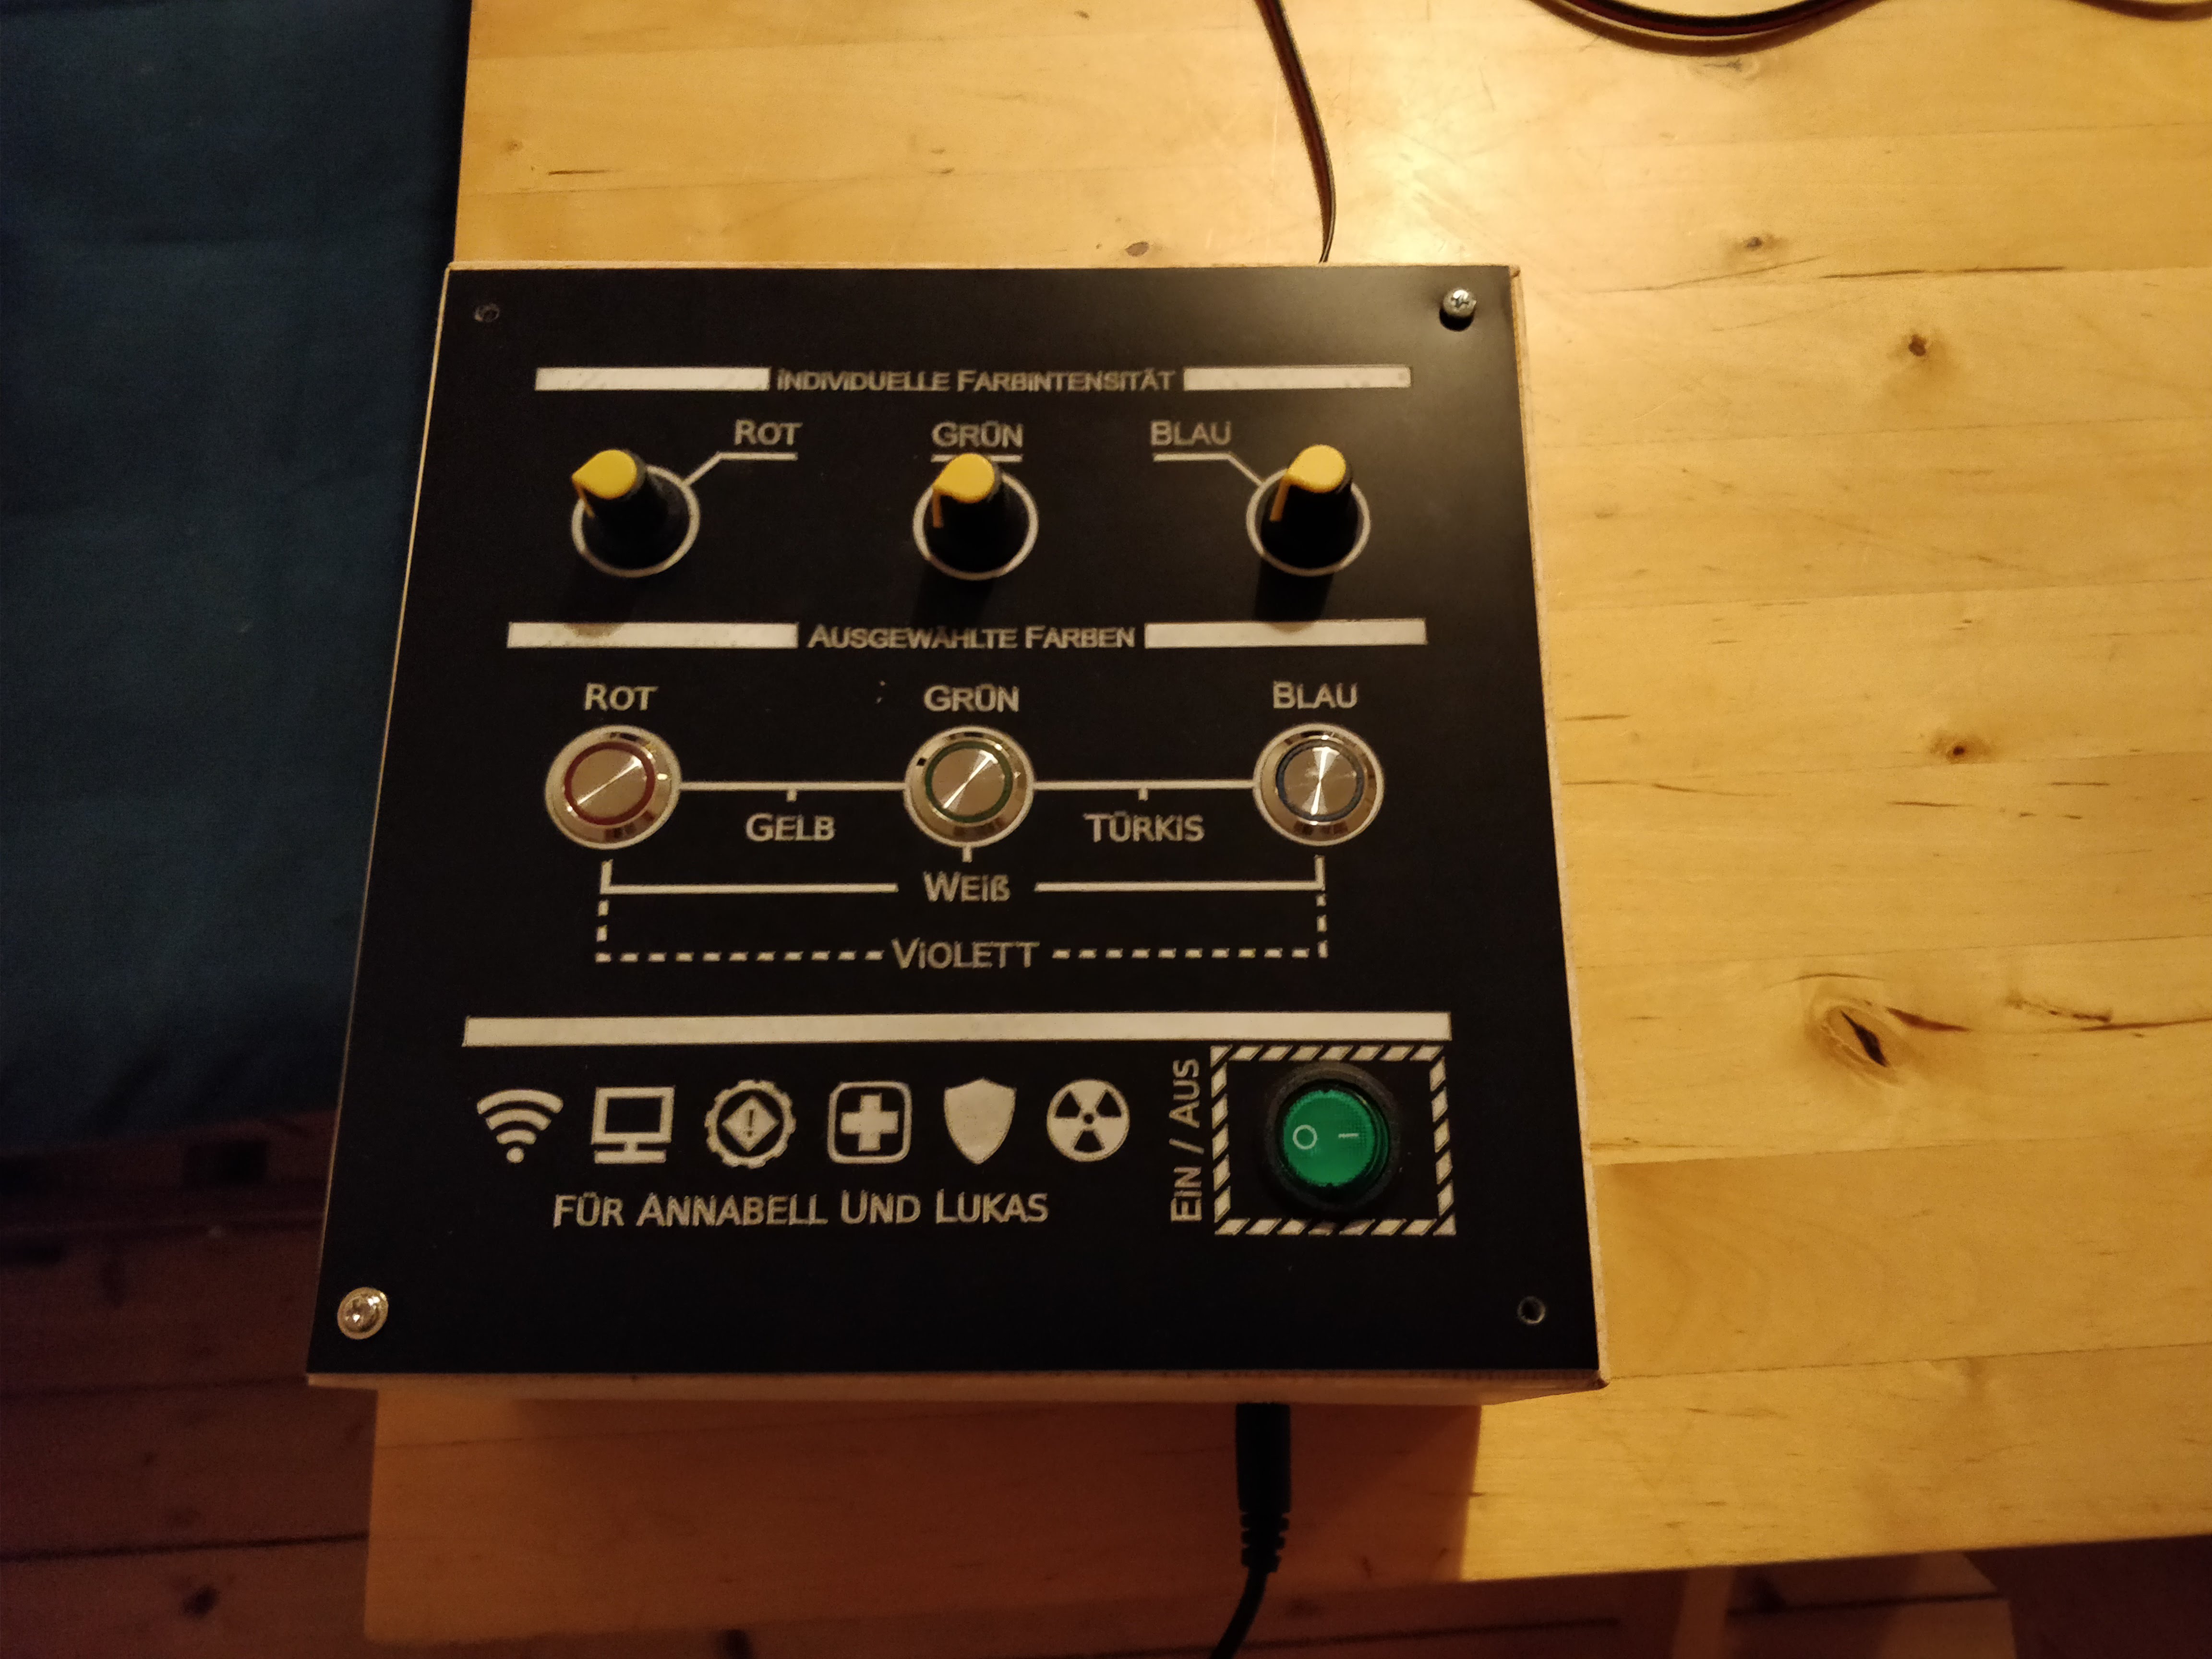 INDIVIDUELLE FARBINTENSITÄT
ROT
GRÜN
BLAU
AUSGEWÄHLTE FARBEN
ROT
GRÜN
BLAU
GELB
TÜRKIS
WEIß
VIOLETT
EIN / AUS
O I
FÜR ANNABELL UND LUKAS